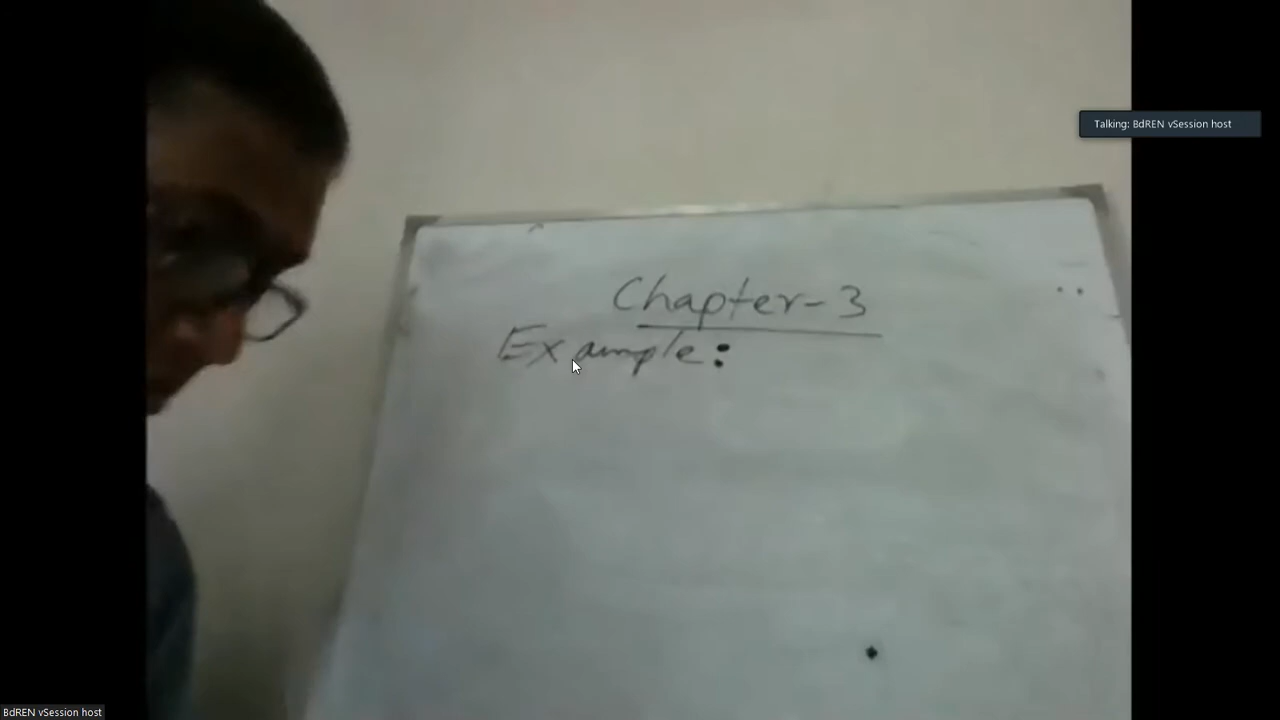 Talking: BdREN vSession host
Chapter-3
Example:
BdREN vSession host